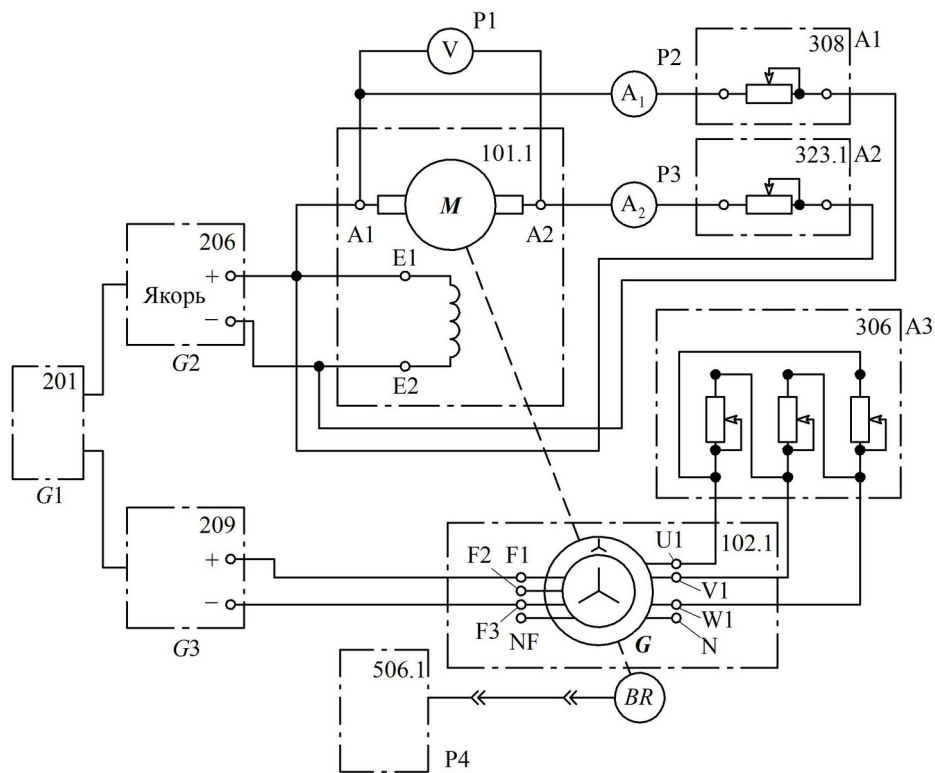 P1
V
P2
308
A1
A₁
101.1
P3
323.1
A2
M
A₂
A1
A2
206
+
Якорь
−
G2
E1
E2
306
A3
201
G1
209
+
−
G3
F2
F1
F3
NF
U1
102.1
V1
W1
N
G
506.1
BR
P4